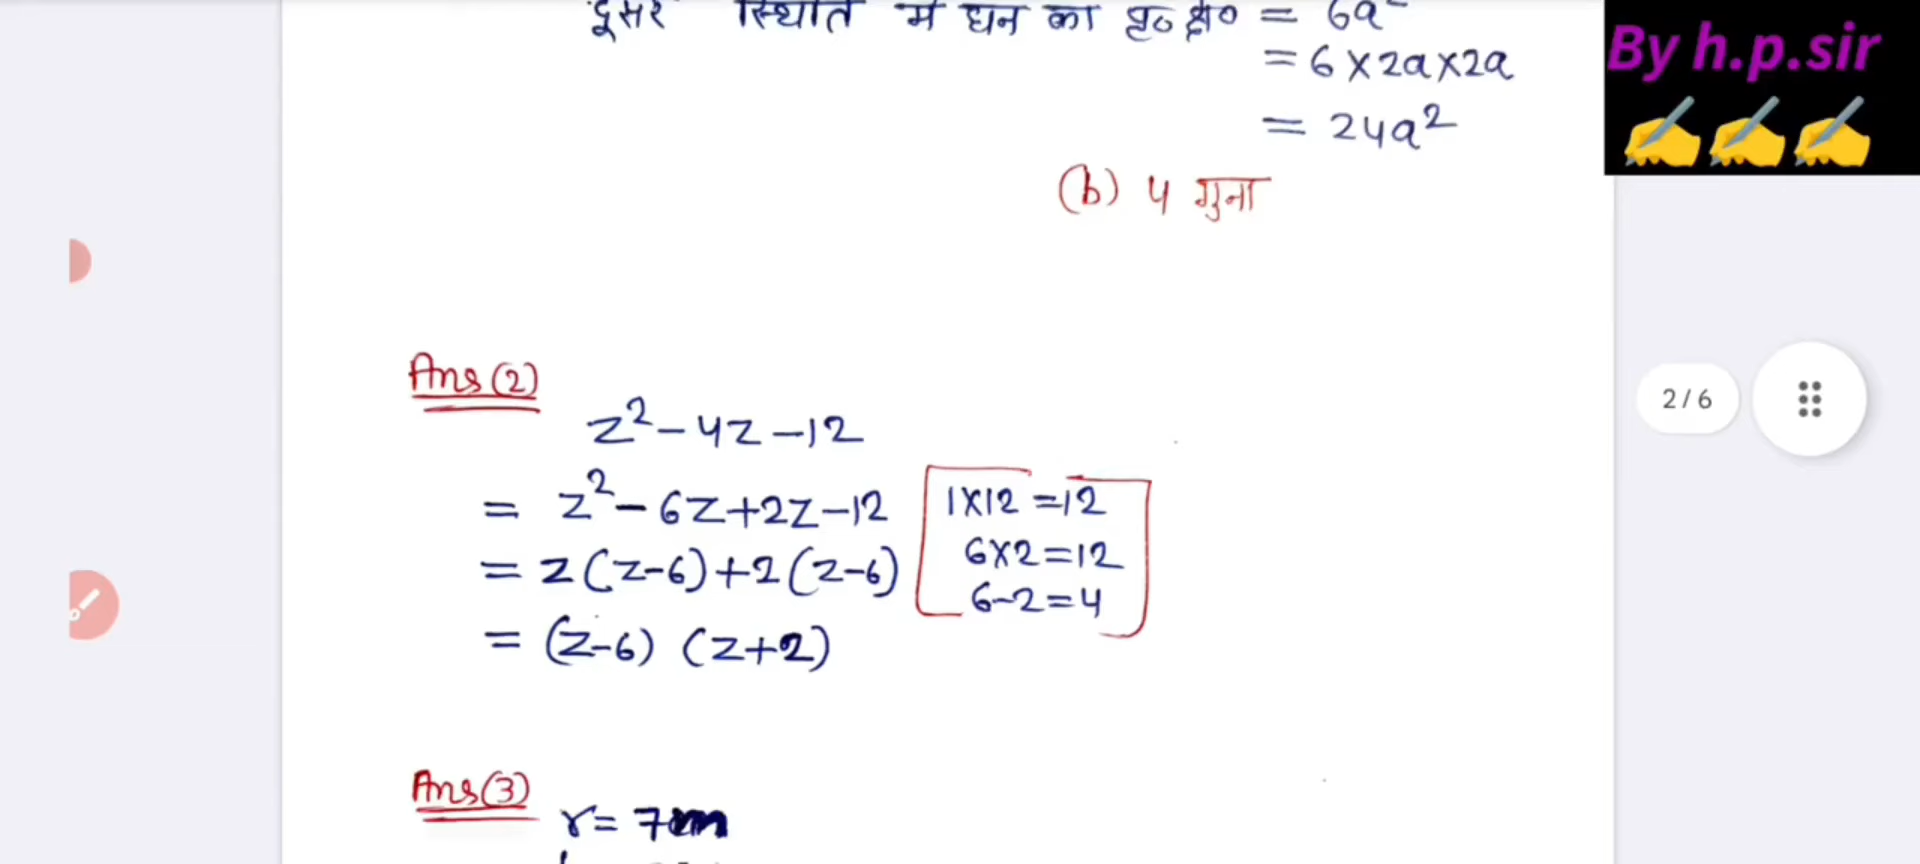 दूसरे स्थिति में घन का पृ० क्षे० = 6a²
= 6×2a×2a
= 24a²
(b) 4 गुना
By h.p.sir
Ans(2)
z²-4z-12
= z²-6z+2z-12
= z(z-6)+2(z-6)
= (z-6) (z+2)
1×12=12
6×2=12
6-2=4
2/6
Ans(3)
r= 7m